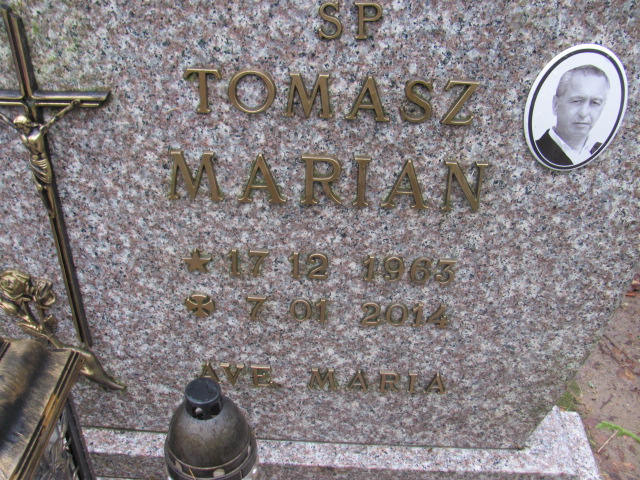 SP
TOMASZ
MARIAN
17 12 1963
7 01 2014
AVE MARIA